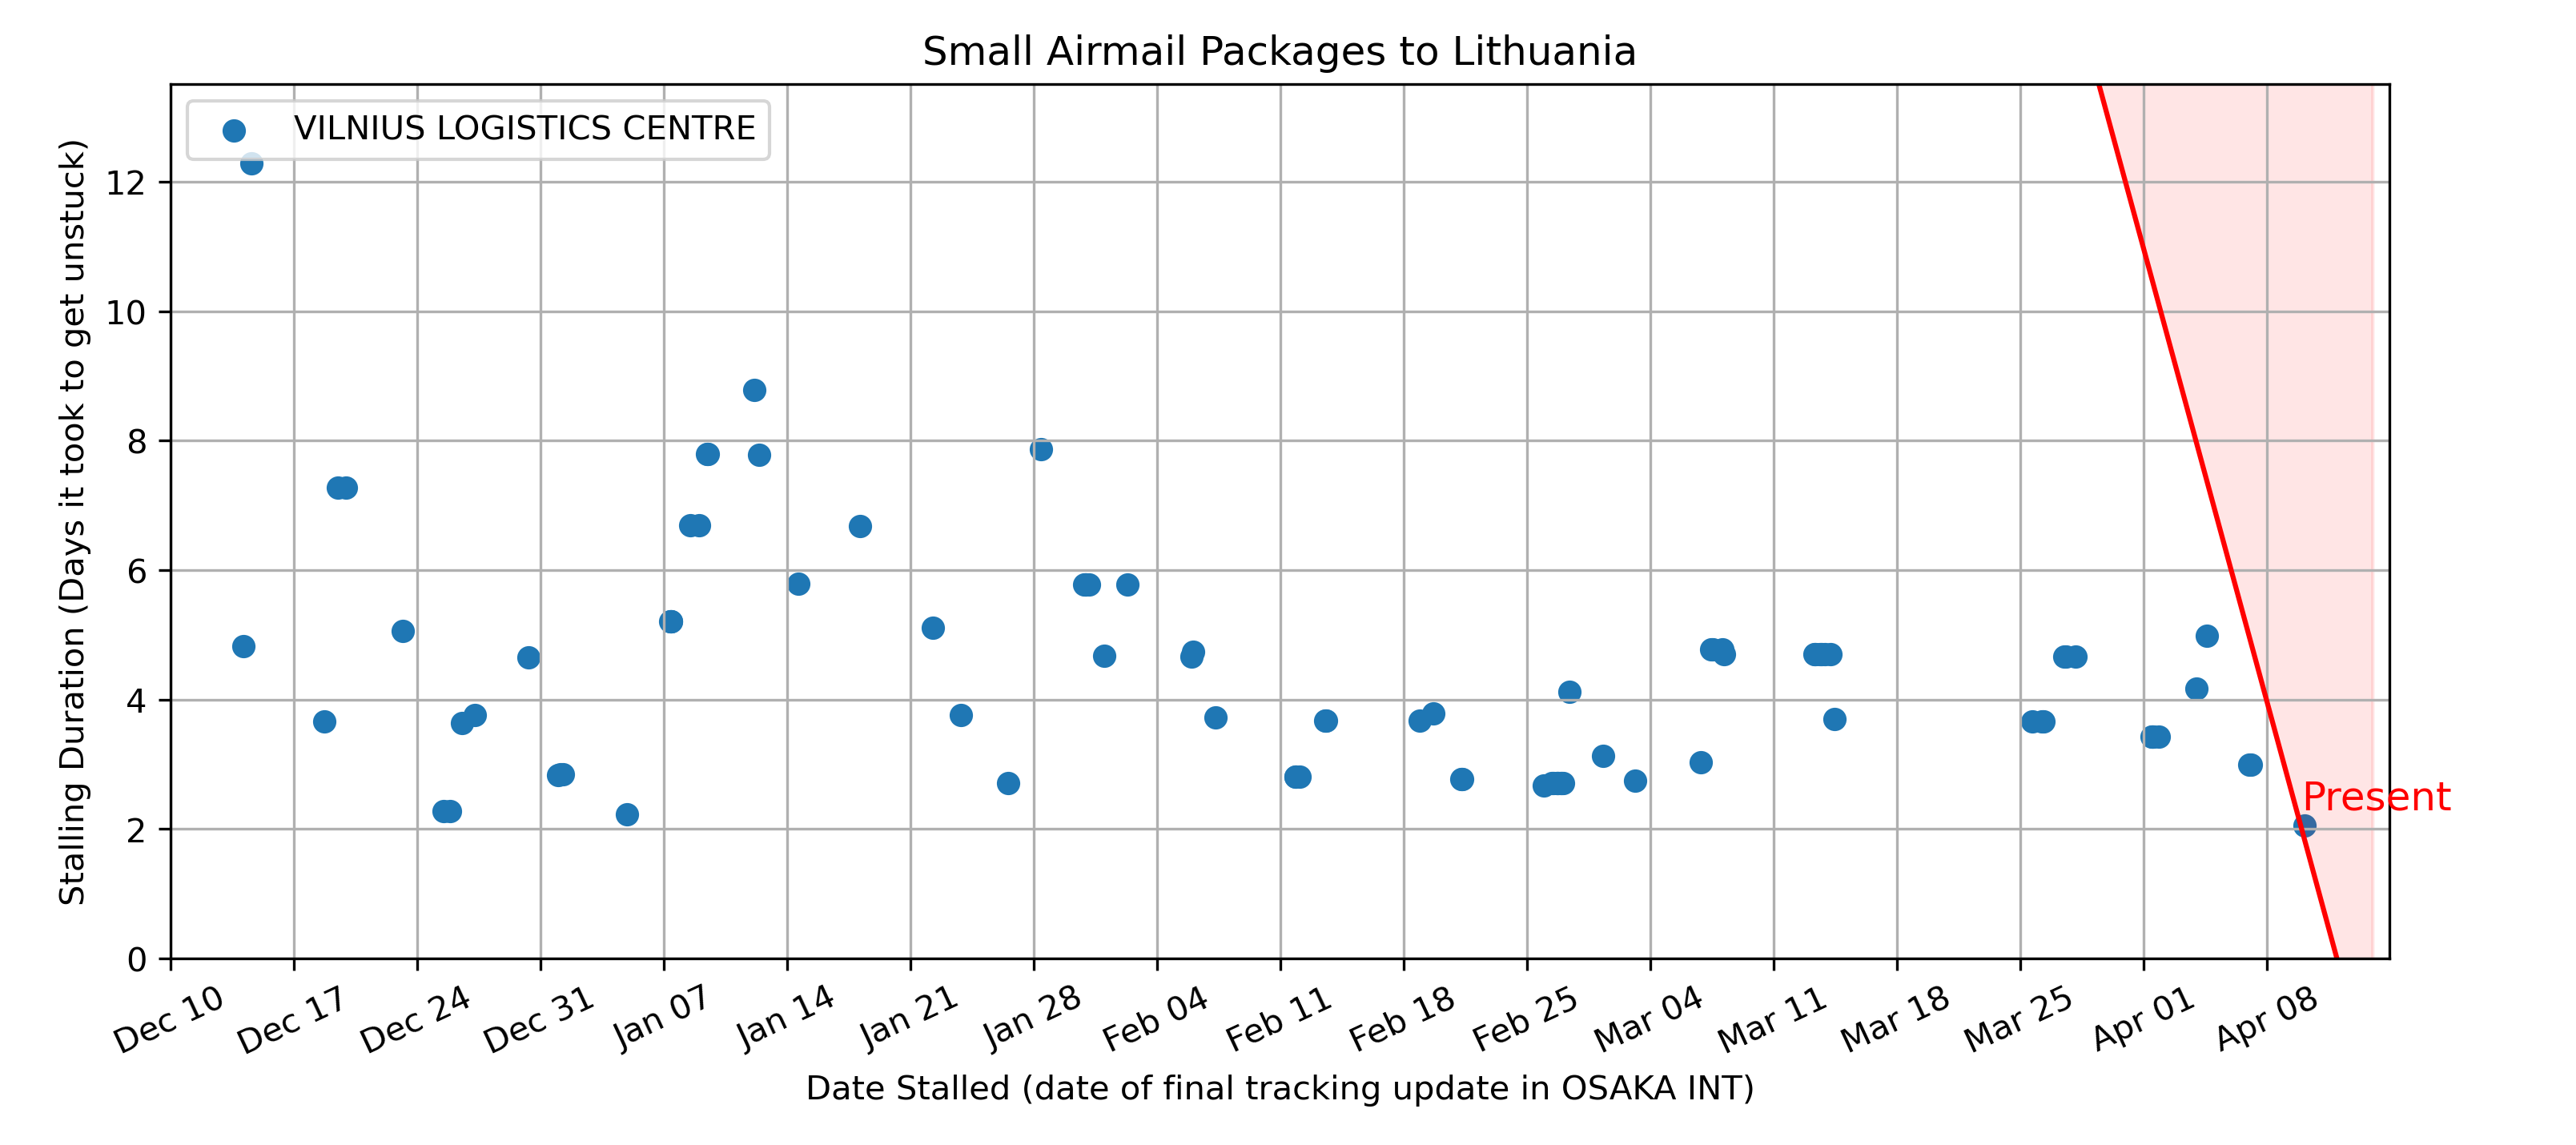 Small Airmail Packages to Lithuania
VILNIUS LOGISTICS CENTRE
Stalling Duration (Days it took to get unstuck)
12
10
8
6
4
2
0
Present
Dec 10
Dec 17
Dec 24
Dec 31
Jan 07
Jan 14
Jan 21
Jan 28
Feb 04
Feb 11
Feb 18
Feb 25
Mar 04
Mar 11
Mar 18
Mar 25
Apr 01
Apr 08
Date Stalled (date of final tracking update in OSAKA INT)